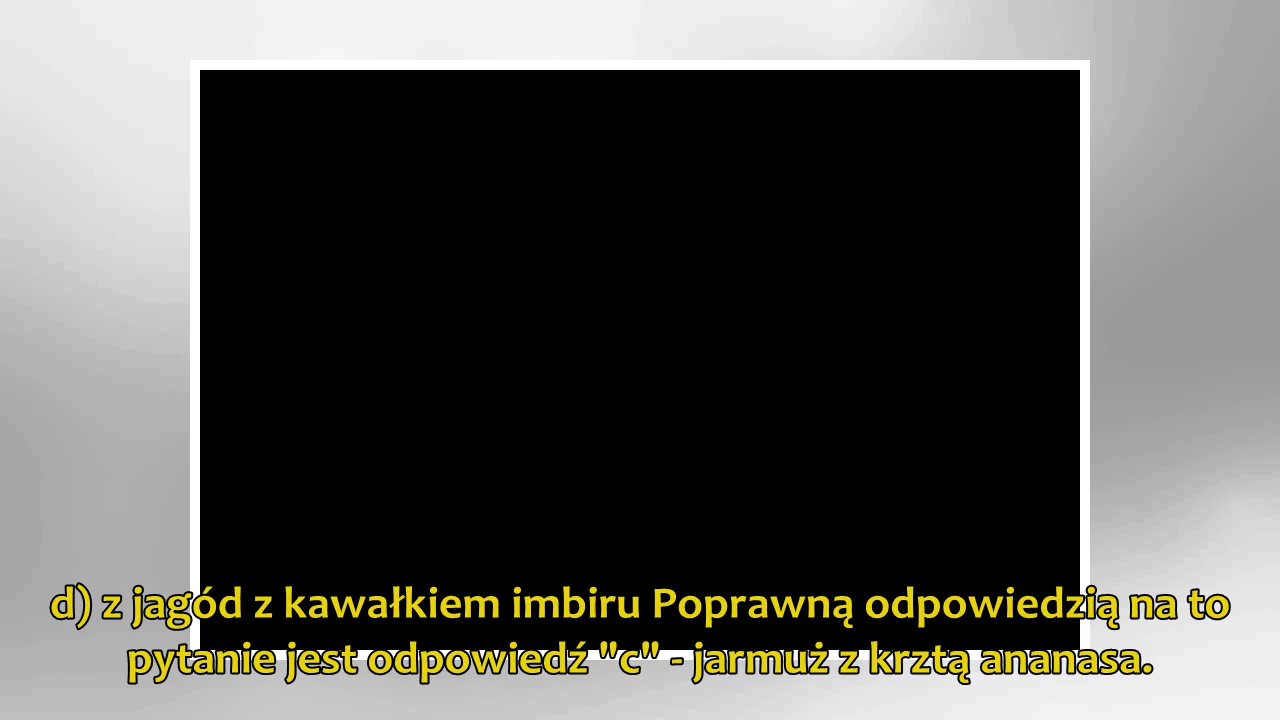 d) z jagód z kawałkiem imbiru Poprawną odpowiedzią na to
pytanie jest odpowiedź "c" - jarmuż z krztą ananasa.